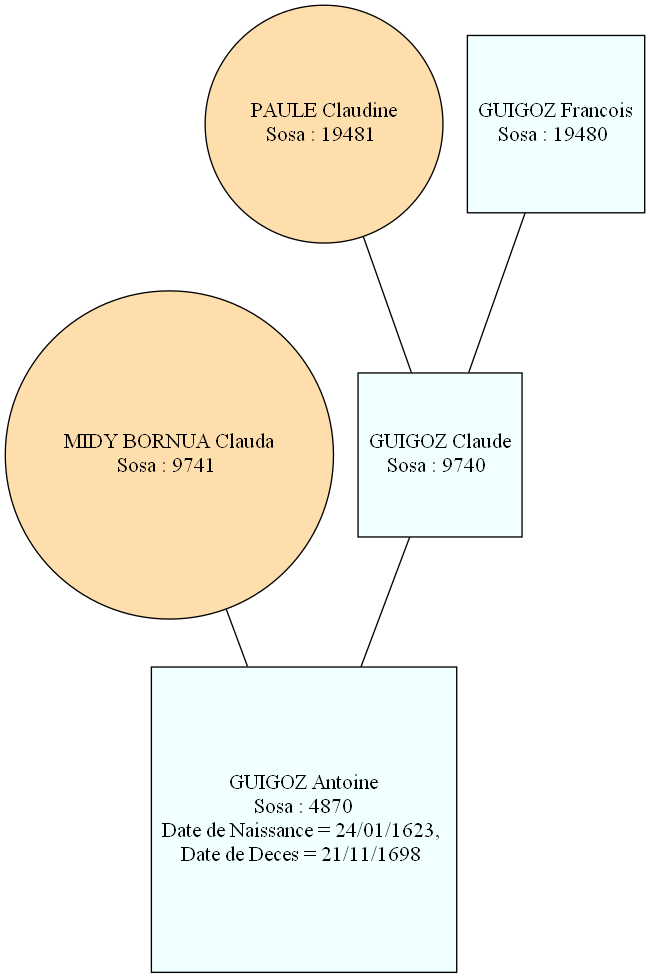 PAULE Claudine
Sosa : 19481
GUIGOZ Francois
Sosa : 19480
MIDY BORNUA Clauda
Sosa : 9741
GUIGOZ Claude
Sosa : 9740
GUIGOZ Antoine
Sosa : 4870
Date de Naissance = 24/01/1623,
Date de Deces = 21/11/1698